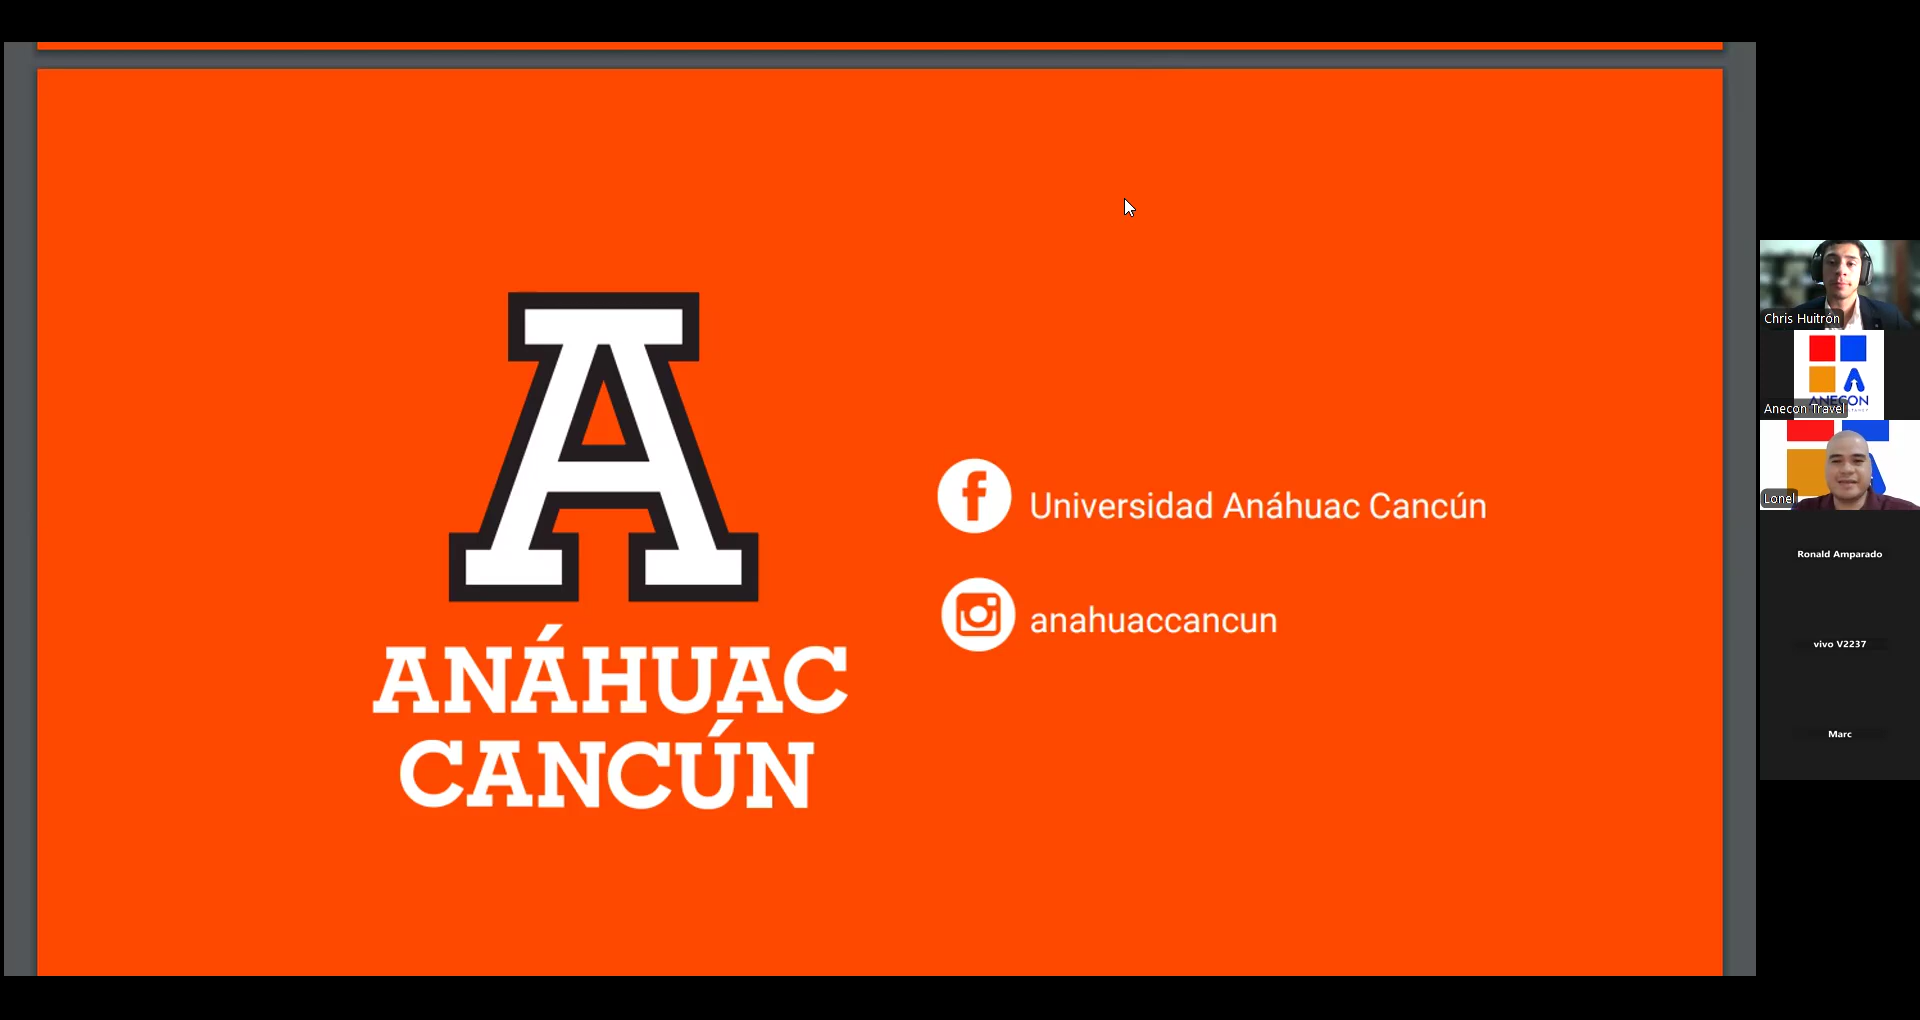 A
ANÁHUAC
CANCÚN
Universidad Anáhuac Cancún
anahuaccancun
Chris Huitrón
ANECON
Anecon Travel
Lonel
Ronald Amparado
vivo V2237
Marc